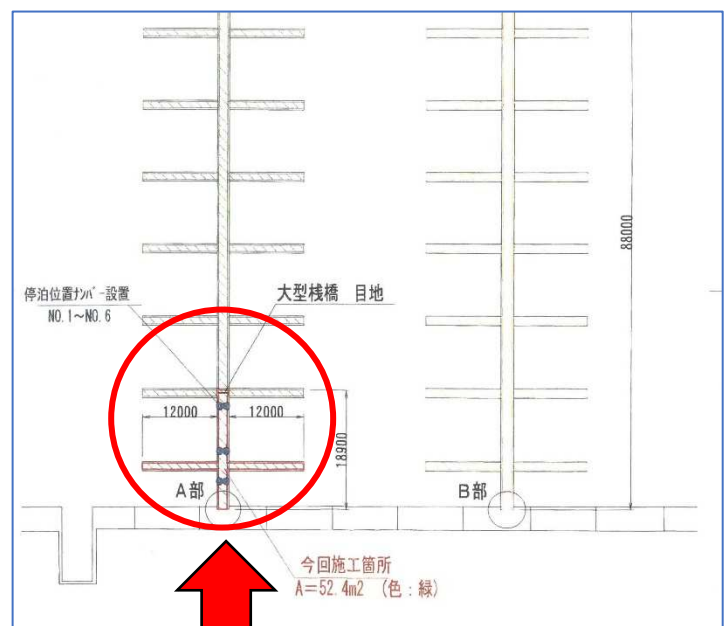 88000
停泊位置ナンバー設置
NO.1～NO.6
大型桟橋 目地
12000
12000
18900
A部
B部
今回施工箇所
A=52.4m2 (色:緑)